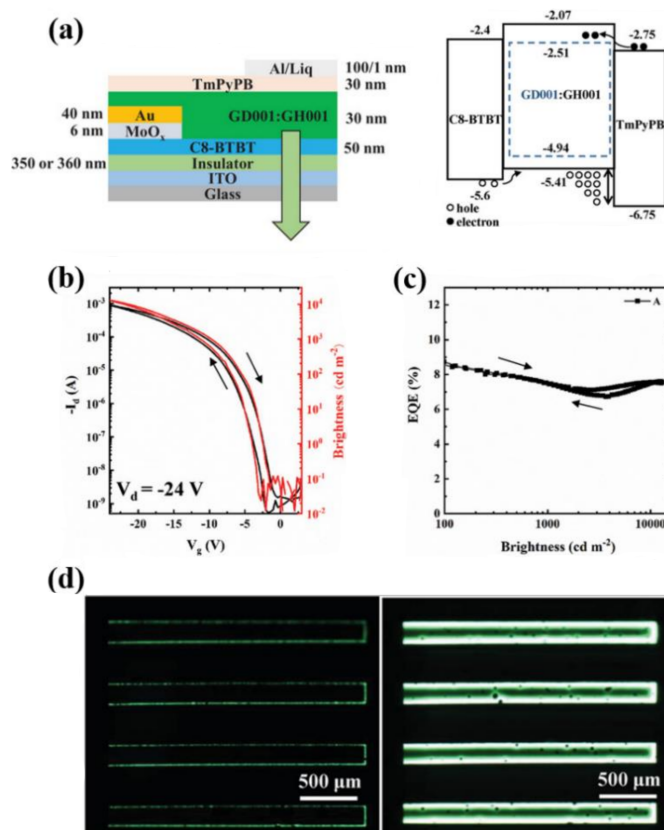 (a)
Al/Liq
100/1 nm
TmPyPB
30 nm
40 nm
Au
GD001:GH001
30 nm
6 nm
MoOx
C8-BTBT
50 nm
350 or 360 nm
Insulator
ITO
Glass
-2.07
-2.4
-2.75
-2.51
C8-BTBT
GD001:GH001
TmPyPB
-4.94
-5.6
-5.41
-6.75
hole
electron
(b)
10⁻³
10⁻⁴
10⁻⁵
10⁻⁶
10⁻⁷
10⁻⁸
10⁻⁹
-Id (A)
10⁴
10³
10²
10¹
10⁰
10⁻¹
10⁻²
Brightness (cd m⁻²)
Vd = -24 V
-20 -15 -10 -5 0
Vg (V)
(c)
A
12
10
8
6
4
2
0
EQE (%)
100 1000 10000
Brightness (cd m⁻²)
(d)
500 μm
500 μm